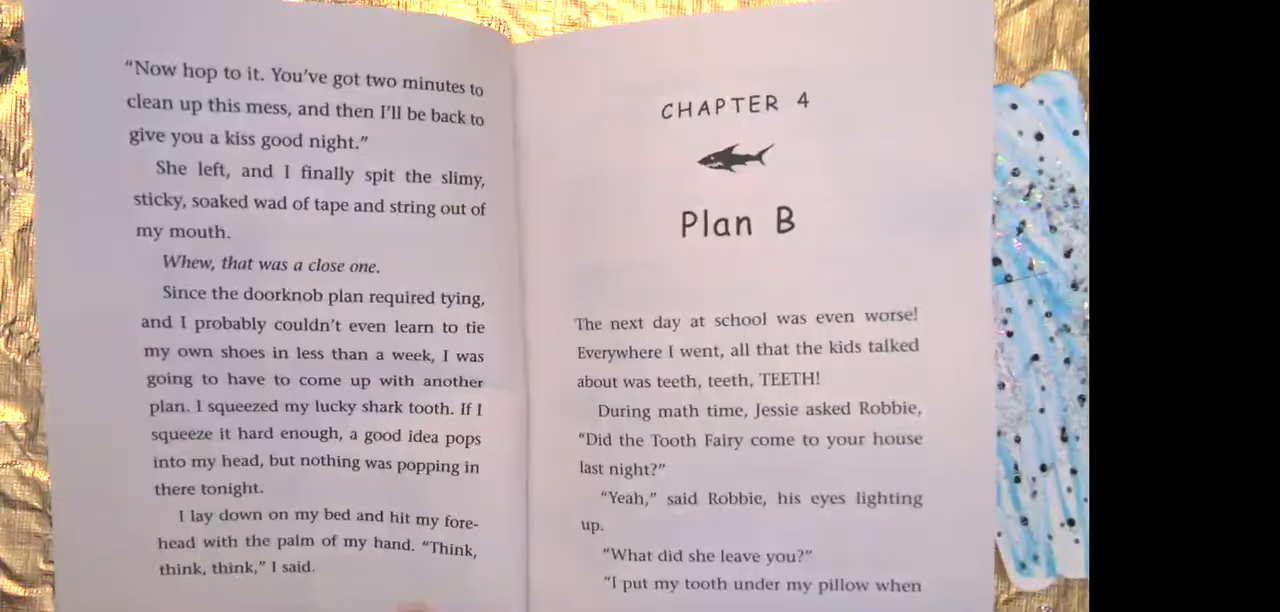 “Now hop to it. You’ve got two minutes to
clean up this mess, and then I’ll be back to
give you a kiss good night.”
She left, and I finally spit the slimy,
sticky, soaked wad of tape and string out of
my mouth.
Whew, that was a close one.
Since the doorknob plan required tying,
and I probably couldn’t even learn to tie
my own shoes in less than a week, I was
going to have to come up with another
plan. I squeezed my lucky shark tooth. If I
squeeze it hard enough, a good idea pops
into my head, but nothing was popping in
there tonight.
I lay down on my bed and hit my fore-
head with the palm of my hand. “Think,
think, think,” I said.
CHAPTER 4
Plan B
The next day at school was even worse!
Everywhere I went, all that the kids talked
about was teeth, teeth, TEETH!
During math time, Jessie asked Robbie,
“Did the Tooth Fairy come to your house
last night?”
“Yeah,” said Robbie, his eyes lighting
up.
“What did she leave you?”
“I put my tooth under my pillow when